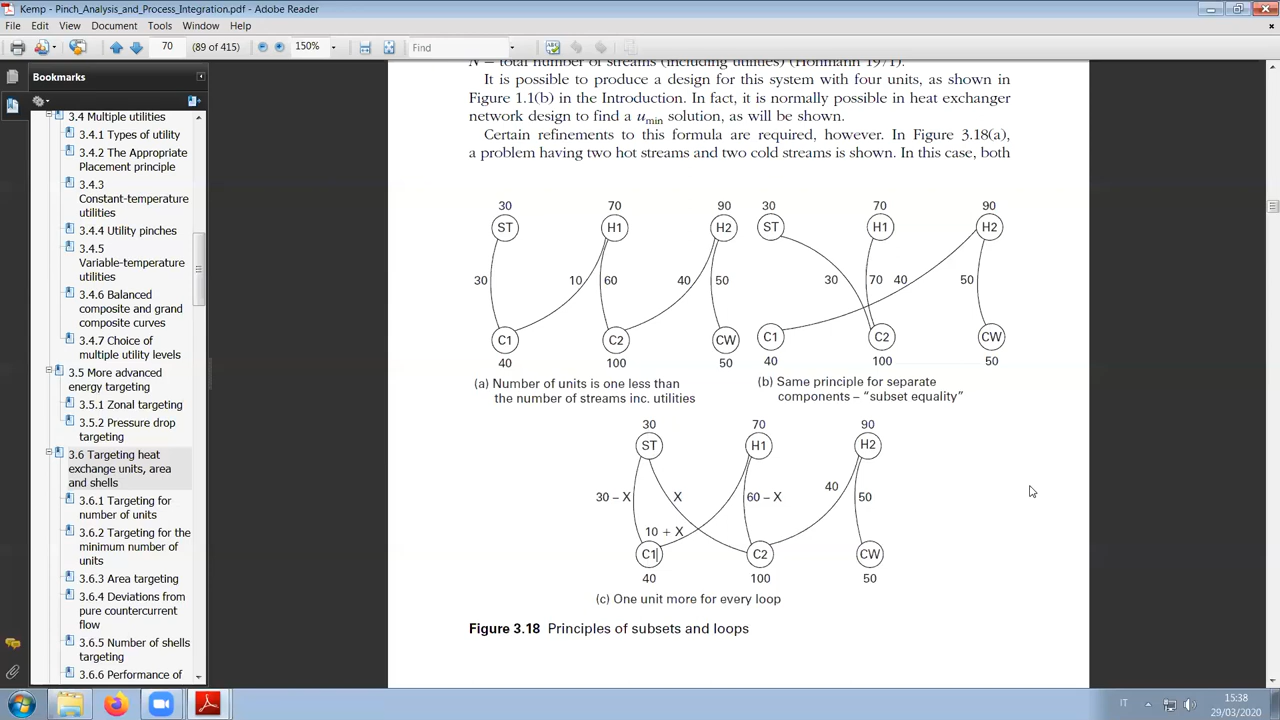 Kemp - Pinch_Analysis_and_Process_Integration.pdf - Adobe Reader
File Edit View Document Tools Window Help
70 (89 of 415) 150% Find
Bookmarks
3.4 Multiple utilities
3.4.1 Types of utility
3.4.2 The Appropriate
Placement principle
3.4.3
Constant-temperature
utilities
3.4.4 Utility pinches
3.4.5
Variable-temperature
utilities
3.4.6 Balanced
composite and grand
composite curves
3.4.7 Choice of
multiple utility levels
3.5 More advanced
energy targeting
3.5.1 Zonal targeting
3.5.2 Pressure drop
targeting
3.6 Targeting heat
exchange units, area
and shells
3.6.1 Targeting for
number of units
3.6.2 Targeting for the
minimum number of
units
3.6.3 Area targeting
3.6.4 Deviations from
pure countercurrent
flow
3.6.5 Number of shells
targeting
3.6.6 Performance of
N = total number of streams (including utilities) (Hohmann 1971).
It is possible to produce a design for this system with four units, as shown in
Figure 1.1(b) in the Introduction. In fact, it is normally possible in heat exchanger
network design to find a umin solution, as will be shown.
Certain refinements to this formula are required, however. In Figure 3.18(a),
a problem having two hot streams and two cold streams is shown. In this case, both
30 70 90
ST H1 H2
30 10 60 40 50
C1 C2 CW
40 100 50
(a) Number of units is one less than
the number of streams inc. utilities
30 70 90
ST H1 H2
30 70 40 50
C1 C2 CW
40 100 50
(b) Same principle for separate
components – “subset equality”
30 70 90
ST H1 H2
40
30 – X X 60 – X 50
10 + X
C1 C2 CW
40 100 50
(c) One unit more for every loop
Figure 3.18 Principles of subsets and loops
IT 15:38
29/03/2020